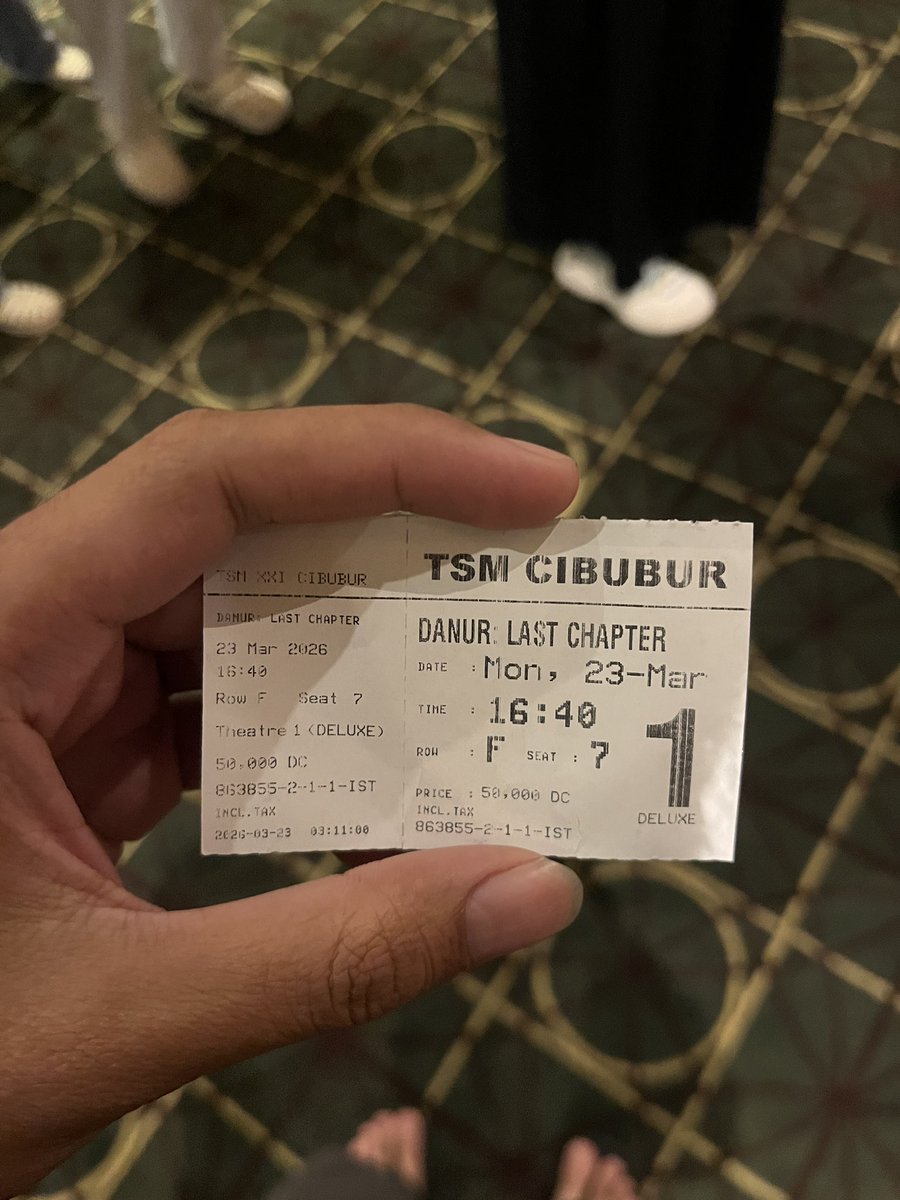 TSM XXI CIBUBUR
DANUR: LAST CHAPTER
23 Mar 2026
16:40
Row F Seat 7
Theatre 1 (DELUXE)
50,000 DC
863855-2-1-1-IST
INCL.TAX
2026-03-23 03:11:00
TSM CIBUBUR
DANUR: LAST CHAPTER
DATE : Mon, 23-Mar
TIME : 16:40
ROW : F SEAT : 7
PRICE : 50,000 DC
INCL.TAX
863855-2-1-1-IST
1
DELUXE